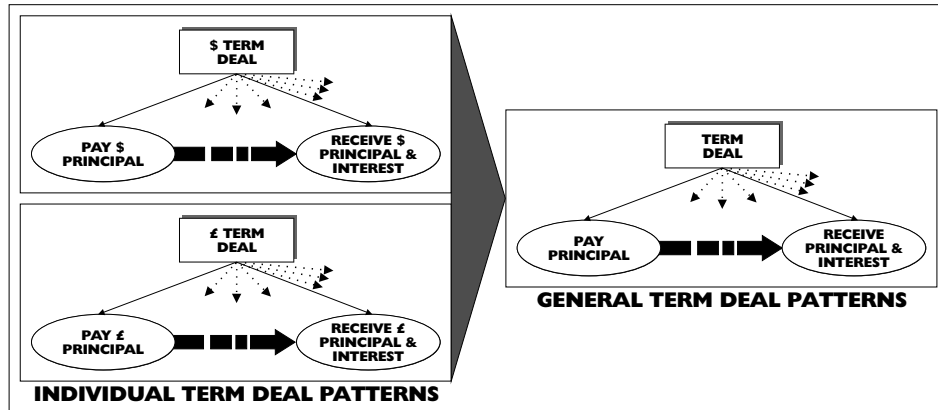 $ TERM
DEAL
PAY $
PRINCIPAL
RECEIVE $
PRINCIPAL &
INTEREST
£ TERM
DEAL
PAY £
PRINCIPAL
RECEIVE £
PRINCIPAL &
INTEREST
INDIVIDUAL TERM DEAL PATTERNS
TERM
DEAL
PAY
PRINCIPAL
RECEIVE
PRINCIPAL &
INTEREST
GENERAL TERM DEAL PATTERNS